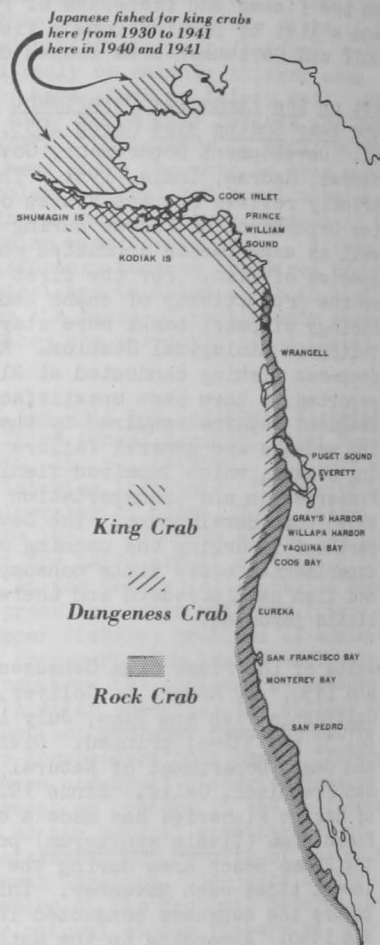 Japanese fished for king crabs
here from 1930 to 1941
here in 1940 and 1941
COOK INLET
SHUMAGIN IS
PRINCE
WILLIAM
SOUND
KODIAK IS
WRANGELL
PUGET SOUND
EVERETT
King Crab
GRAY'S HARBOR
WILLAPA HARBOR
YAQUINA BAY
COOS BAY
Dungeness Crab
EUREKA
SAN FRANCISCO BAY
Rock Crab
MONTEREY BAY
SAN PEDRO